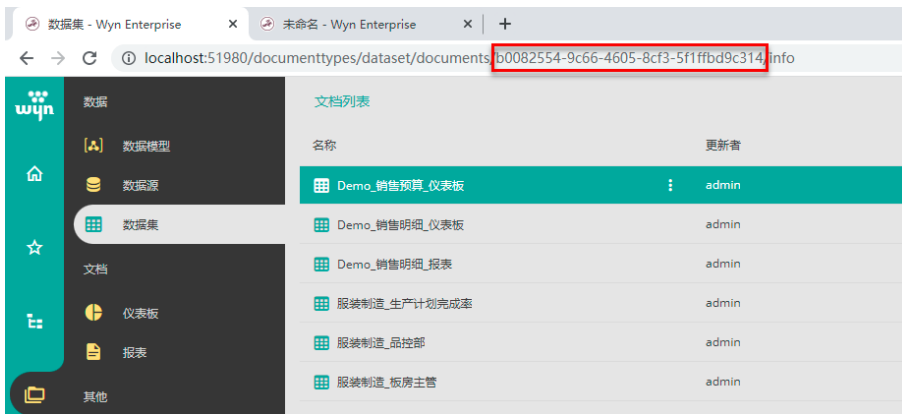 数据集 - Wyn Enterprise
未命名 - Wyn Enterprise
localhost:51980/documenttypes/dataset/documents/b0082554-9c66-4605-8cf3-5f1ffbd9c314/info
wyn
数据
数据模型
数据源
数据集
文档
仪表板
报表
其他
文档列表
名称 更新者
Demo_销售预算_仪表板 admin
Demo_销售明细_仪表板 admin
Demo_销售明细_报表 admin
服装制造_生产计划完成率 admin
服装制造_品控部 admin
服装制造_板房主管 admin